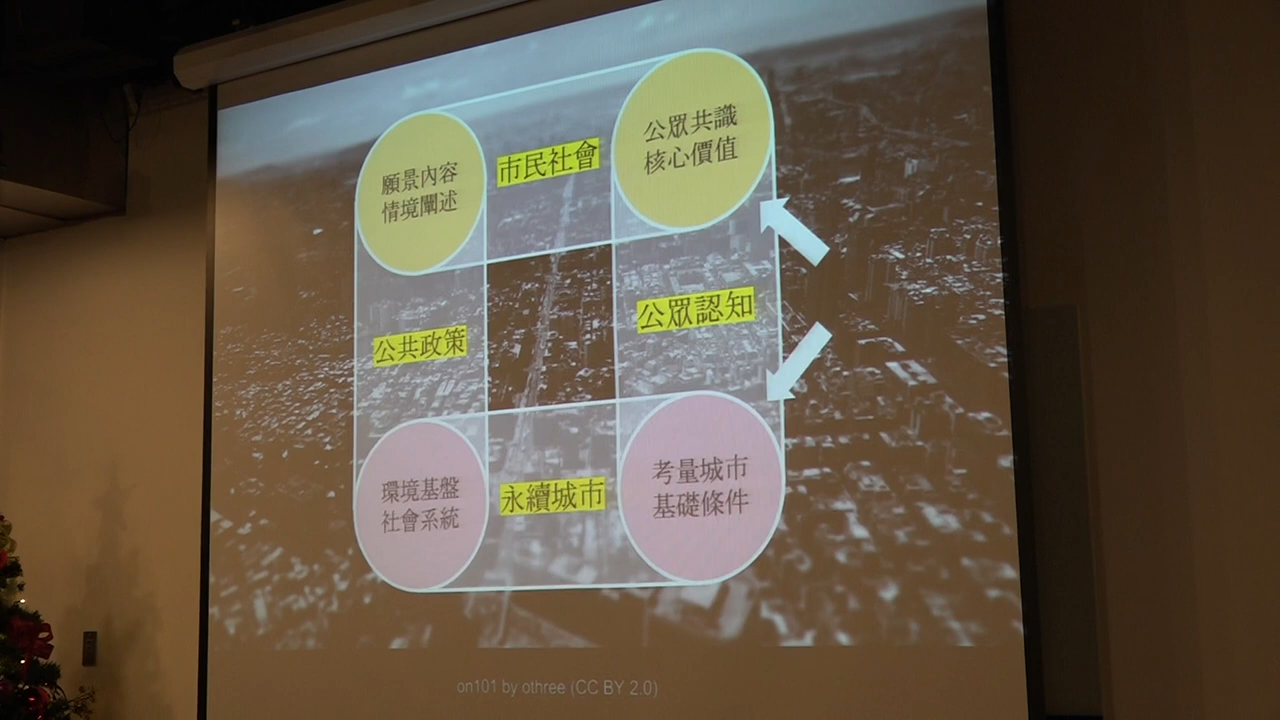 願景內容
情境闡述
市民社會
公眾共識
核心價值
公共政策
公眾認知
環境基盤
社會系統
永續城市
考量城市
基礎條件
on101 by othree (CC BY 2.0)